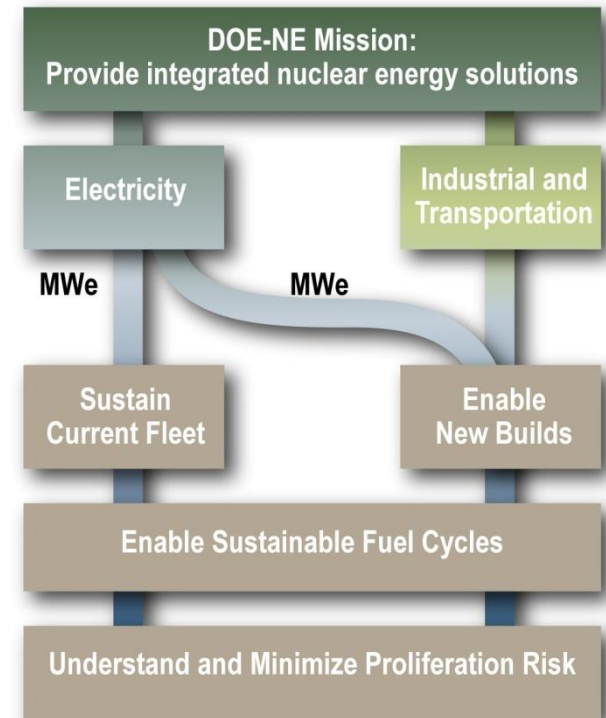 DOE-NE Mission:
Provide integrated nuclear energy solutions
Electricity
Industrial and
Transportation
MWe
MWe
Sustain
Current Fleet
Enable
New Builds
Enable Sustainable Fuel Cycles
Understand and Minimize Proliferation Risk